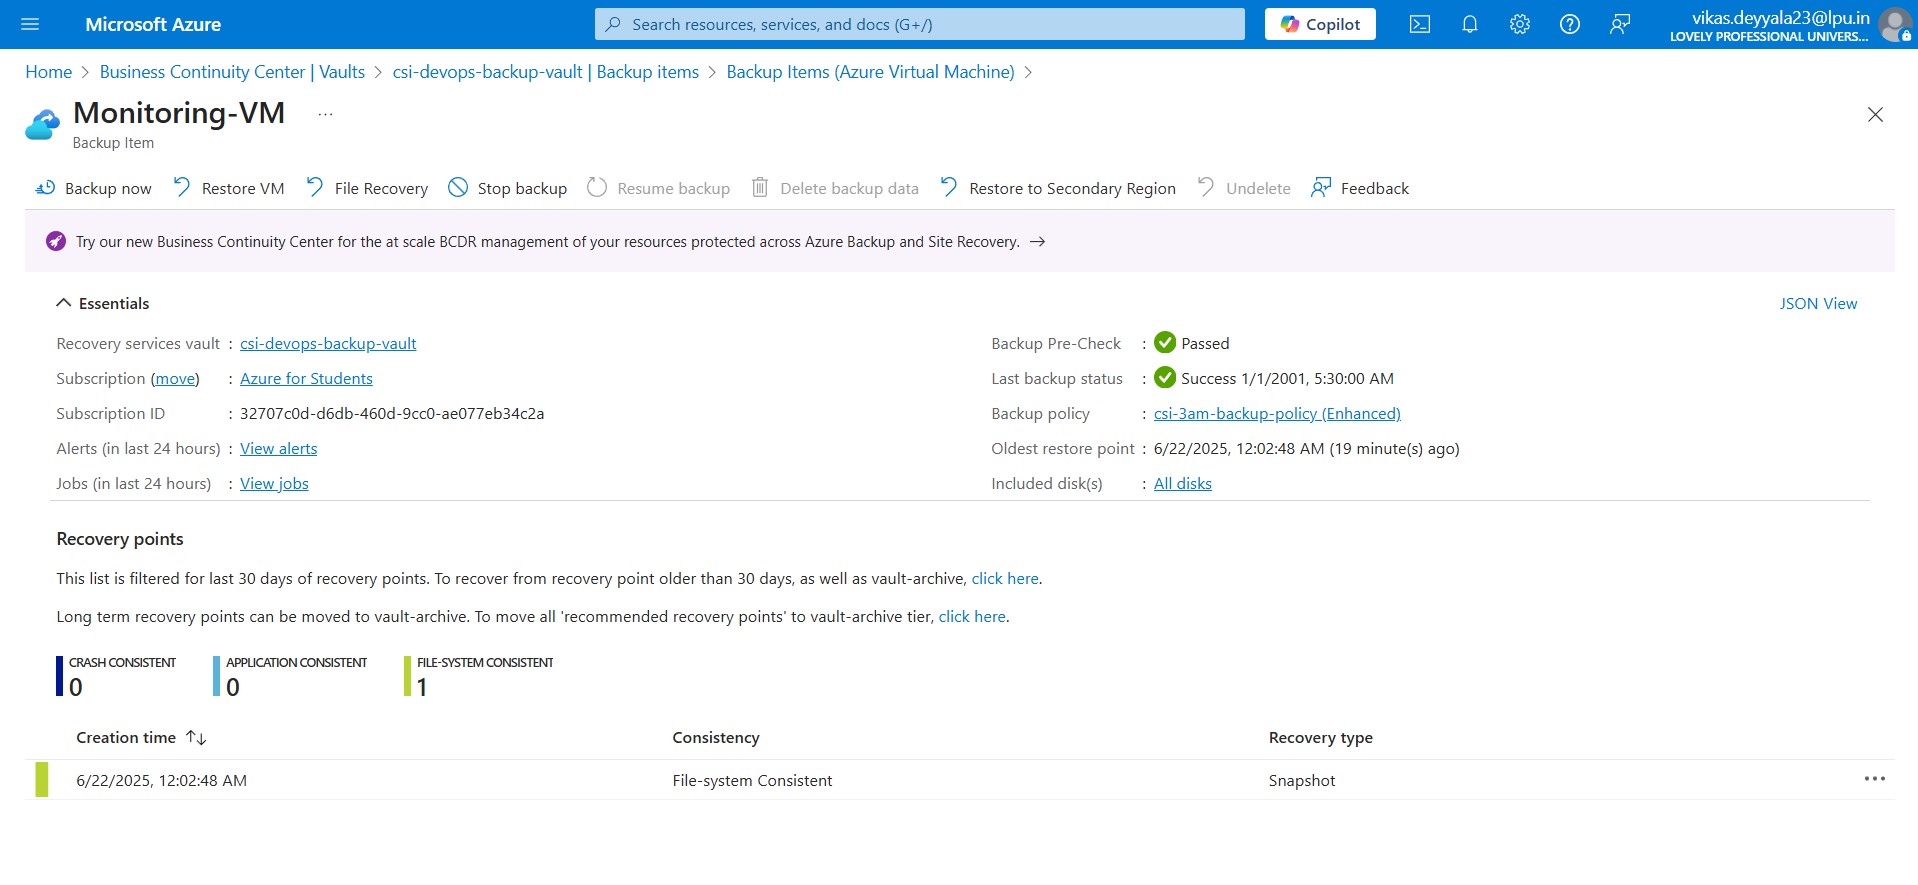 Microsoft Azure
Search resources, services, and docs (G+/)
Copilot
vikas.deyyala23@lpu.in
LOVELY PROFESSIONAL UNIVERS...
Home > Business Continuity Center | Vaults > csi-devops-backup-vault | Backup items > Backup Items (Azure Virtual Machine) >
Monitoring-VM ...
Backup Item
Backup now Restore VM File Recovery Stop backup Resume backup Delete backup data Restore to Secondary Region Undelete Feedback
Try our new Business Continuity Center for the at scale BCDR management of your resources protected across Azure Backup and Site Recovery. →
Essentials
JSON View
Recovery services vault : csi-devops-backup-vault
Subscription (move) : Azure for Students
Subscription ID : 32707c0d-d6db-460d-9cc0-ae077eb34c2a
Alerts (in last 24 hours) : View alerts
Jobs (in last 24 hours) : View jobs
Backup Pre-Check : Passed
Last backup status : Success 1/1/2001, 5:30:00 AM
Backup policy : csi-3am-backup-policy (Enhanced)
Oldest restore point : 6/22/2025, 12:02:48 AM (19 minute(s) ago)
Included disk(s) : All disks
Recovery points
This list is filtered for last 30 days of recovery points. To recover from recovery point older than 30 days, as well as vault-archive, click here.
Long term recovery points can be moved to vault-archive. To move all 'recommended recovery points' to vault-archive tier, click here.
CRASH CONSISTENT
0
APPLICATION CONSISTENT
0
FILE-SYSTEM CONSISTENT
1
Creation time ↑↓ Consistency Recovery type
6/22/2025, 12:02:48 AM File-system Consistent Snapshot ...